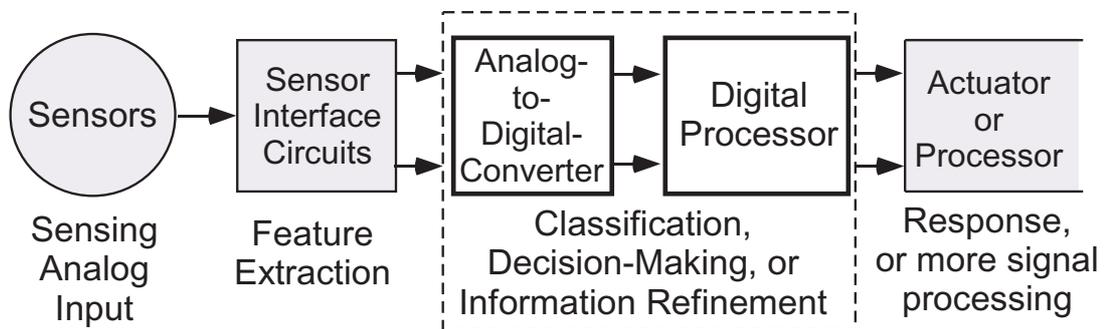 Sensors
Sensor
Interface
Circuits
Analog-
to-
Digital-
Converter
Digital
Processor
Actuator
or
Processor
Sensing
Analog
Input
Feature
Extraction
Classification,
Decision-Making, or
Information Refinement
Response,
or more signal
processing